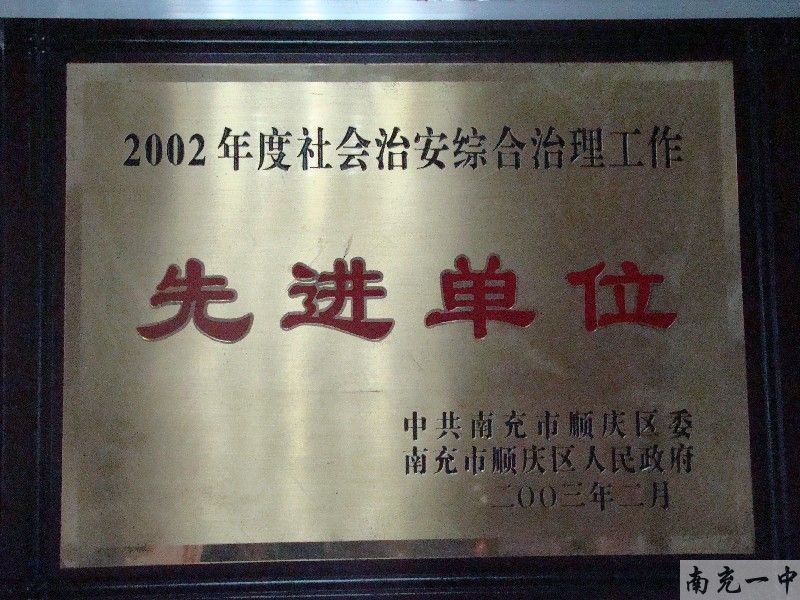 2002年度社会治安综合治理工作
先进单位
中共南充市顺庆区委
南充市顺庆区人民政府
二00三年二月
南充一中